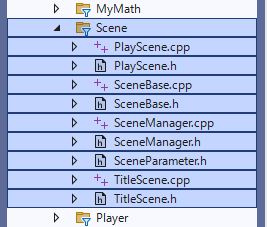 MyMath
Scene
PlayScene.cpp
PlayScene.h
SceneBase.cpp
SceneBase.h
SceneManager.cpp
SceneManager.h
SceneParameter.h
TitleScene.cpp
TitleScene.h
Player